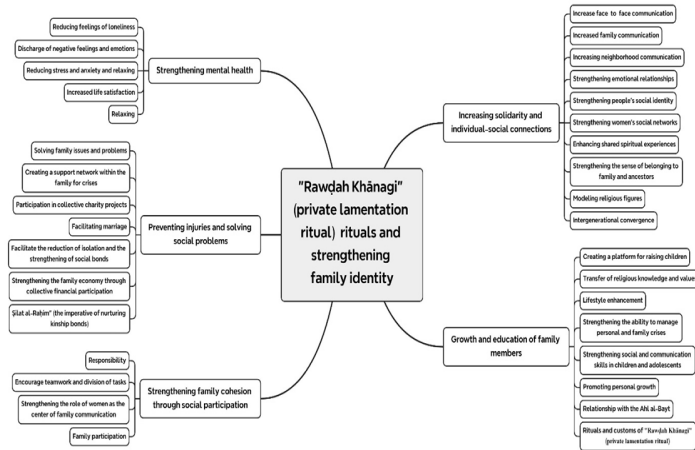 Reducing feelings of loneliness
Discharge of negative feelings and emotions
Reducing stress and anxiety and relaxing
Increased life satisfaction
Relaxing
Strengthening mental health
Solving family issues and problems
Creating a support network within the
family for crises
Participation in collective charity projects
Facilitating marriage
Facilitate the reduction of isolation and the
strengthening of social bonds
Strengthening the family economy through
collective financial participation
Ṣilat al-Raḥim" (the imperative of nurturing
kinship bonds)
Preventing injuries and solving
social problems
Responsibility
Encourage teamwork and division of tasks
Strengthening the role of women as the
center of family communication
Family participation
Strengthening family cohesion
through social participation
"Rawḍah Khānagi"
(private lamentation
ritual) rituals and
strengthening
family identity
Increasing solidarity and
individual-social connections
Increase face to face communication
Increased family communication
Increasing neighborhood communication
Strengthening emotional relationships
Strengthening people's social identity
Strengthening women's social networks
Enhancing shared spiritual experiences
Strengthening the sense of belonging to
family and ancestors
Modeling religious figures
Intergenerational convergence
Growth and education of family
members
Creating a platform for raising children
Transfer of religious knowledge and value
Lifestyle enhancement
Strengthening the ability to manage
personal and family crises
Strengthening social and communication
skills in children and adolescents
Promoting personal growth
Relationship with the Ahl al-Bayt
Rituals and customs of "Rawḍah Khānagi"
(private lamentation ritual)